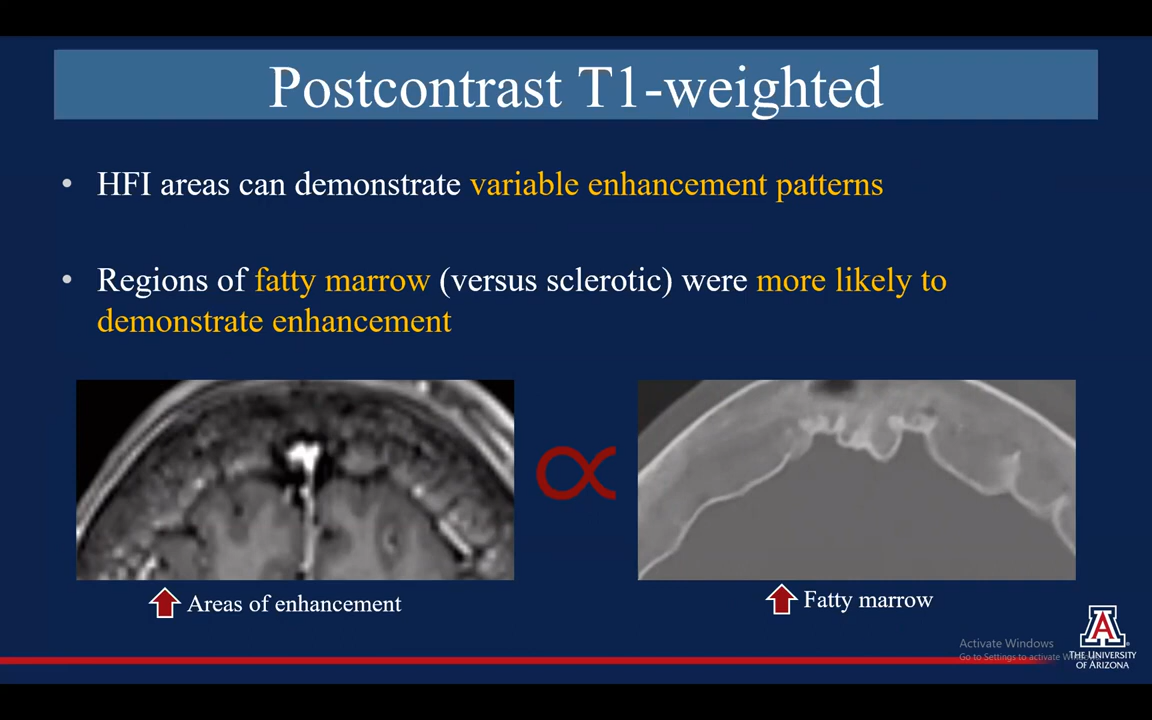 Postcontrast T1-weighted
• HFI areas can demonstrate variable enhancement patterns
• Regions of fatty marrow (versus sclerotic) were more likely to
demonstrate enhancement
∝
Areas of enhancement
Fatty marrow
Activate Windows
Go to Settings to activate
A
THE UNIVERSITY
OF ARIZONA